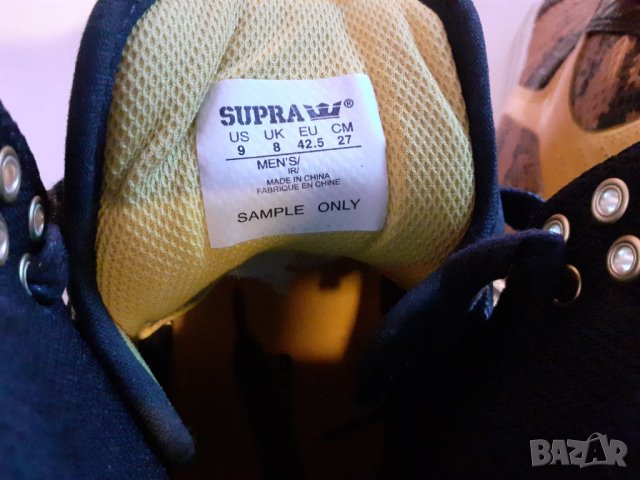 SUPRA ®
US UK EU CM
9 8 42.5 27
MEN'S/
IR/
MADE IN CHINA
FABRIQUE EN CHINE
SAMPLE ONLY
BAZAR